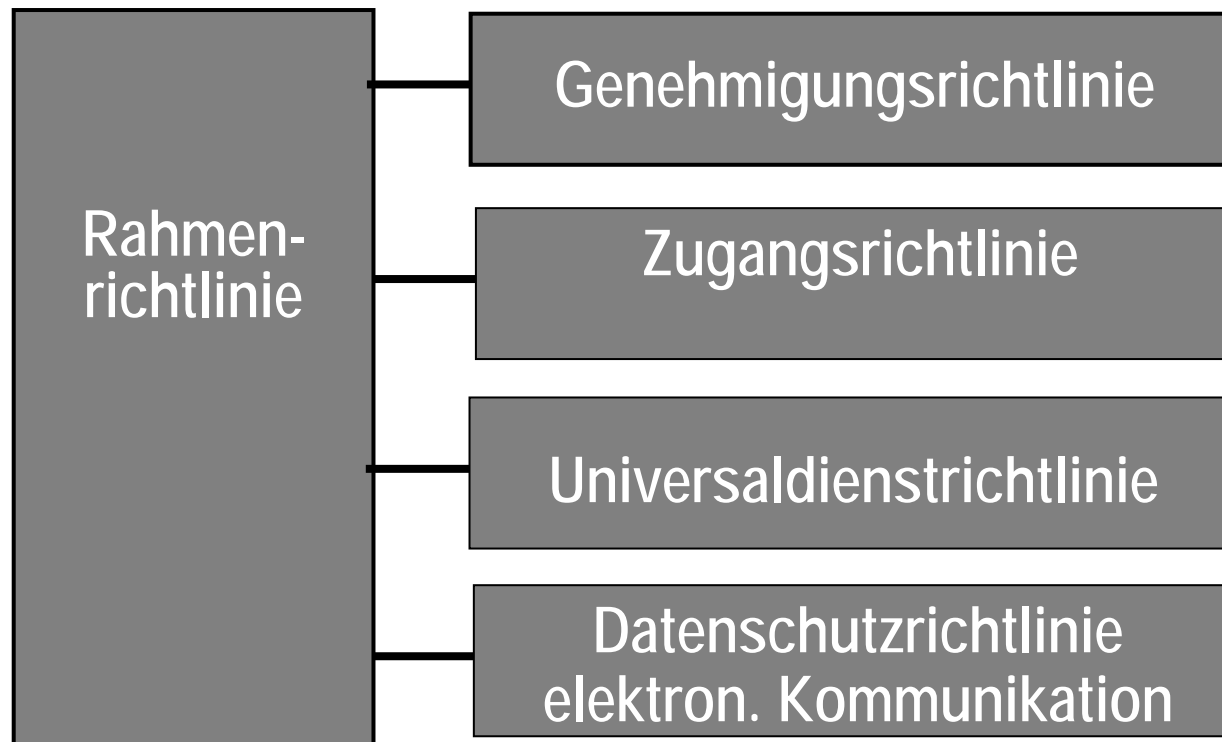 Rahmen-
richtlinie
Genehmigungsrichtlinie
Zugangsrichtlinie
Universaldienstrichtlinie
Datenschutzrichtlinie
elektron. Kommunikation